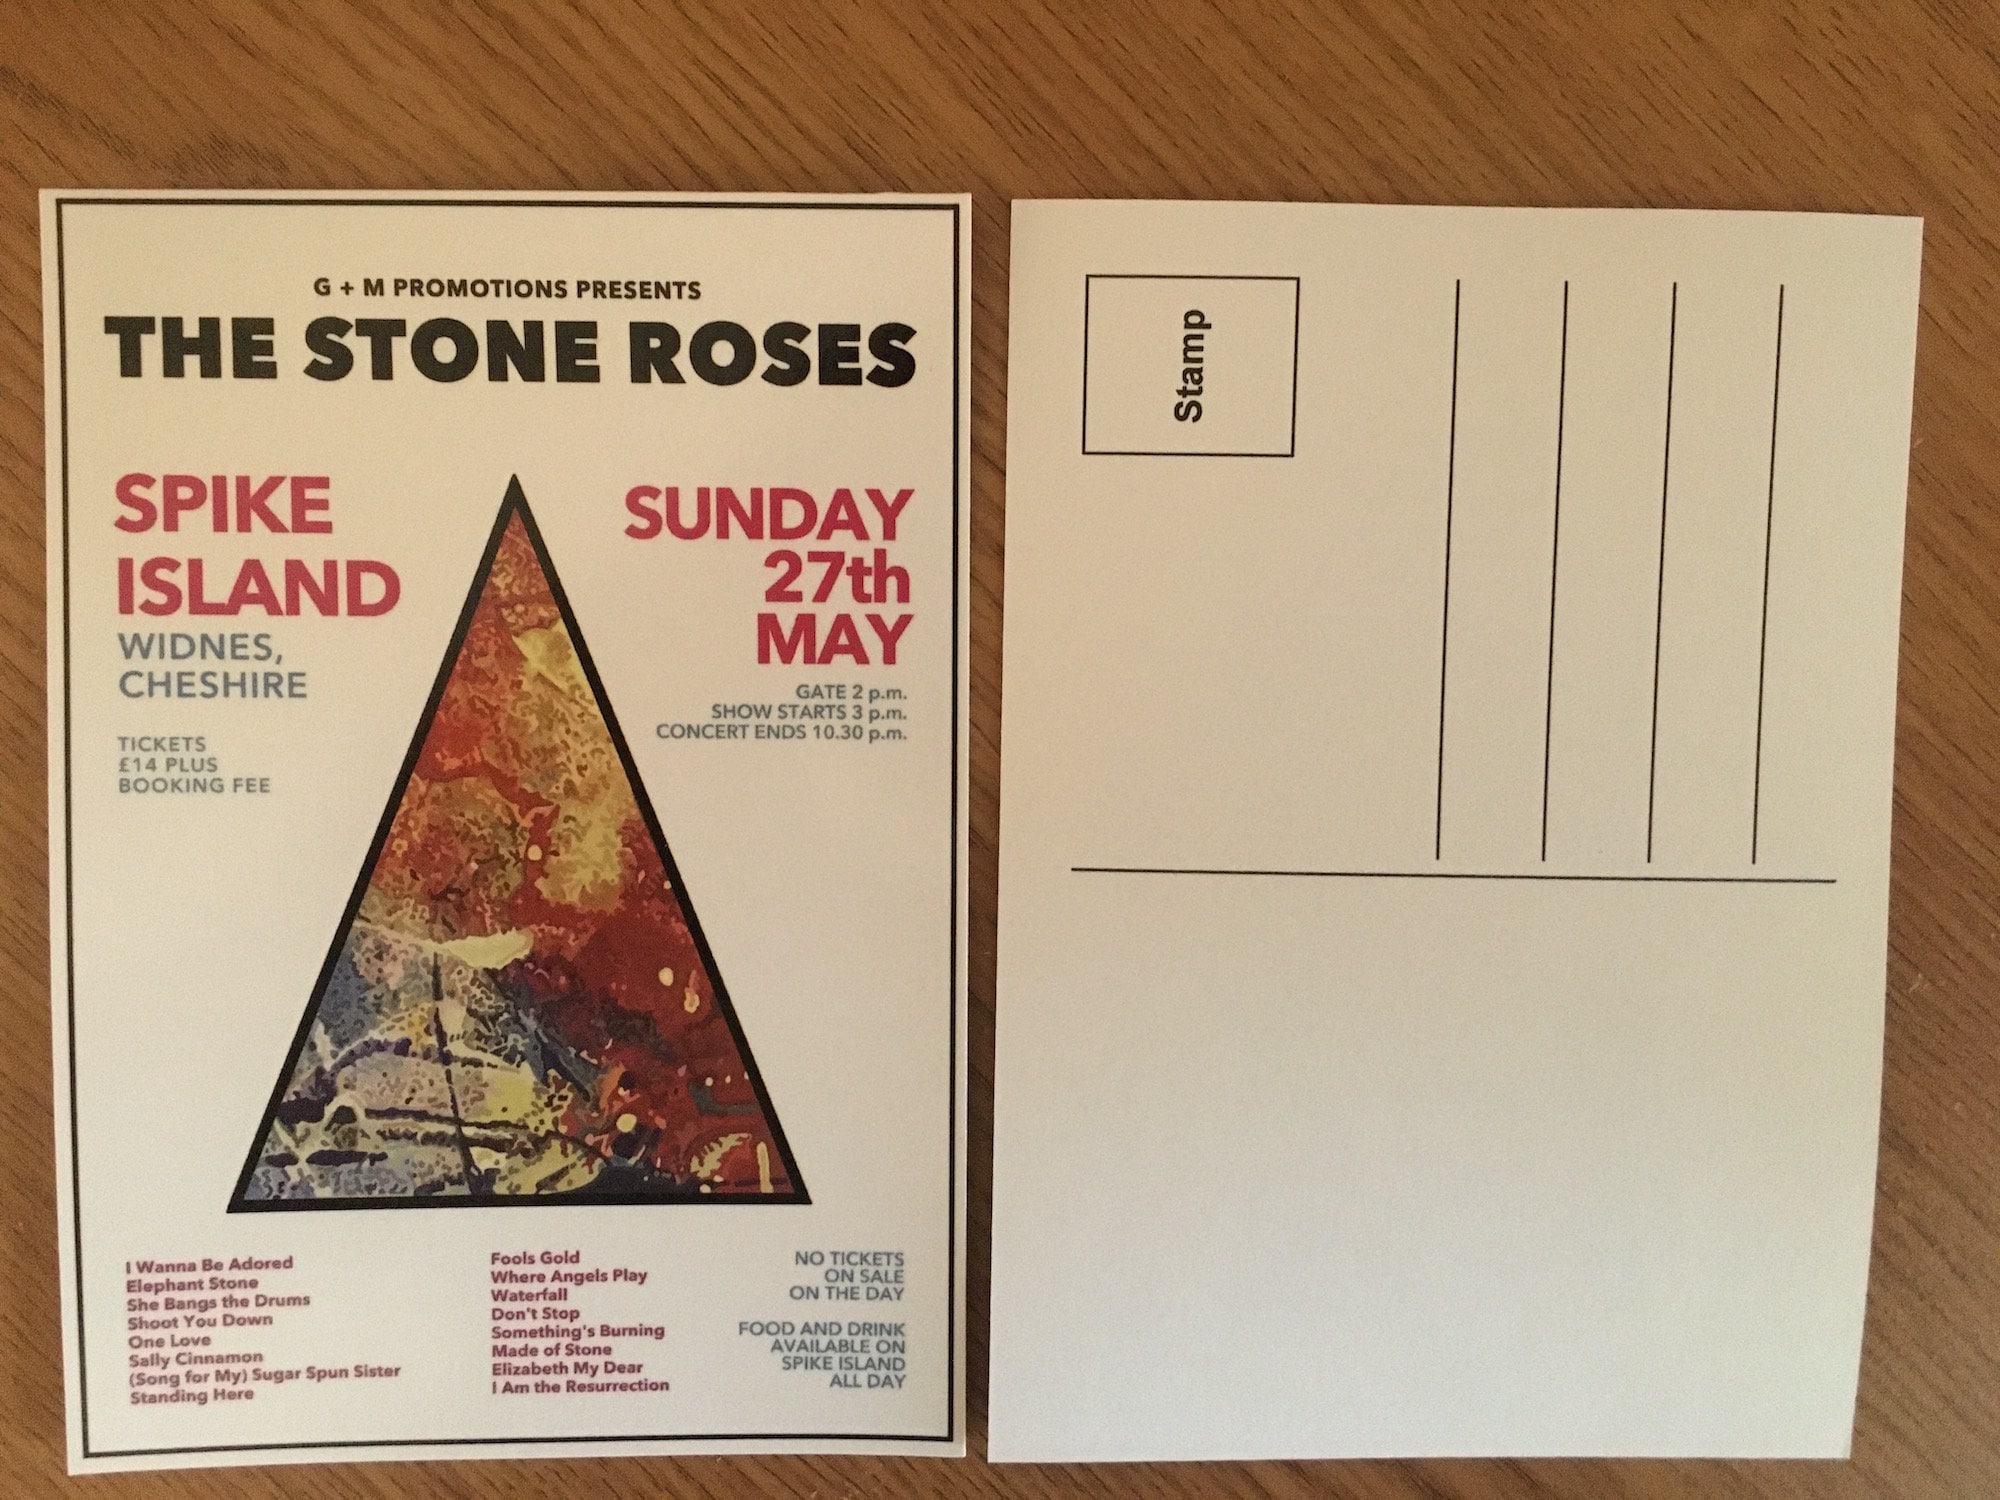 G + M PROMOTIONS PRESENTS
THE STONE ROSES
SPIKE
ISLAND
WIDNES,
CHESHIRE
TICKETS
£14 PLUS
BOOKING FEE
SUNDAY
27th
MAY
GATE 2 p.m.
SHOW STARTS 3 p.m.
CONCERT ENDS 10.30 p.m.
I Wanna Be Adored
Elephant Stone
She Bangs the Drums
Shoot You Down
One Love
Sally Cinnamon
(Song for My) Sugar Spun Sister
Standing Here
Fools Gold
Where Angels Play
Waterfall
Don't Stop
Something's Burning
Made of Stone
Elizabeth My Dear
I Am the Resurrection
NO TICKETS
ON SALE
ON THE DAY
FOOD AND DRINK
AVAILABLE ON
SPIKE ISLAND
ALL DAY
Stamp